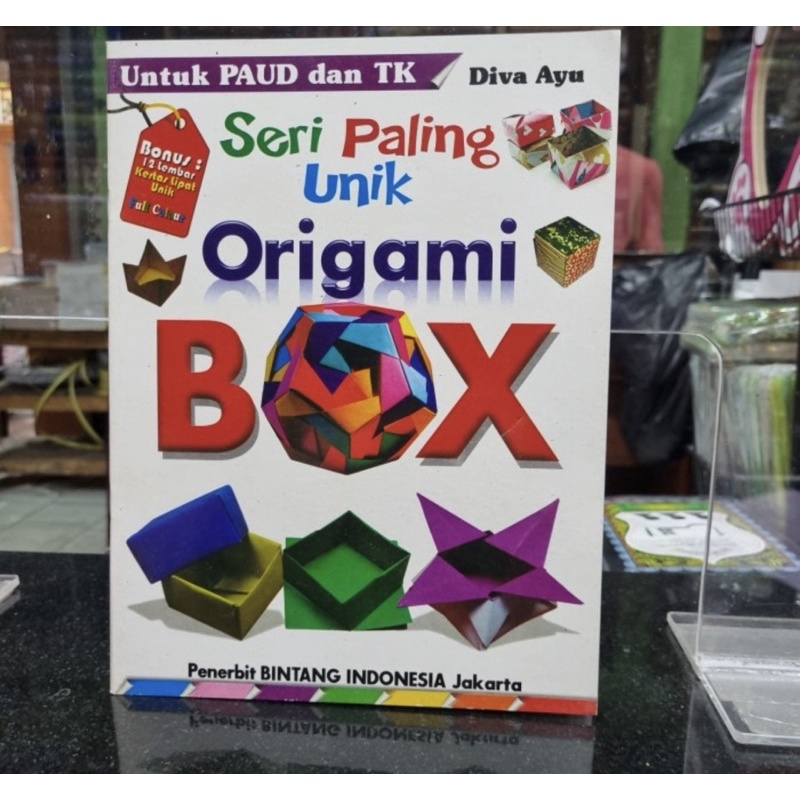 Untuk PAUD dan TK
Diva Ayu
Bonus :
12 Lembar
Kertas Lipat
Unik
Full Colour
Seri Paling
Unik
Origami
BOX
Penerbit BINTANG INDONESIA Jakarta